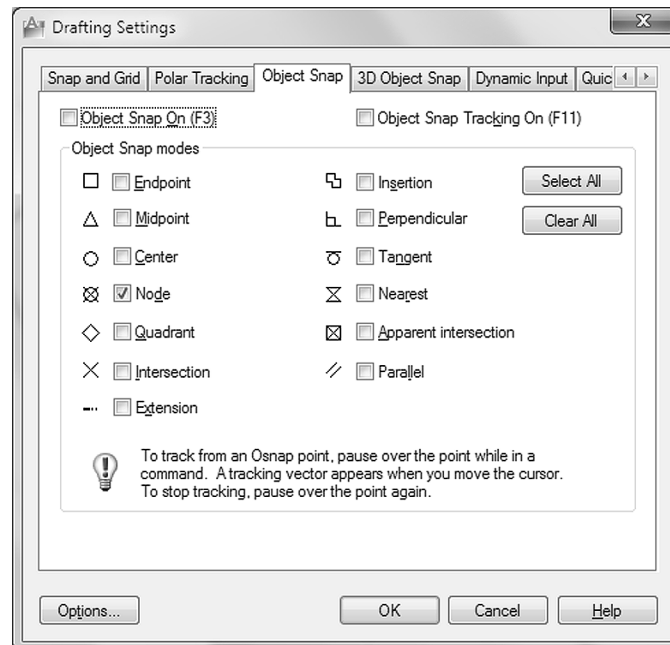 Drafting Settings
Snap and Grid Polar Tracking Object Snap 3D Object Snap Dynamic Input Quic
Object Snap On (F3) Object Snap Tracking On (F11)
Object Snap modes
Endpoint Insertion Select All
Midpoint Perpendicular Clear All
Center Tangent
Node Nearest
Quadrant Apparent intersection
Intersection Parallel
Extension
To track from an Osnap point, pause over the point while in a
command. A tracking vector appears when you move the cursor.
To stop tracking, pause over the point again.
Options... OK Cancel Help